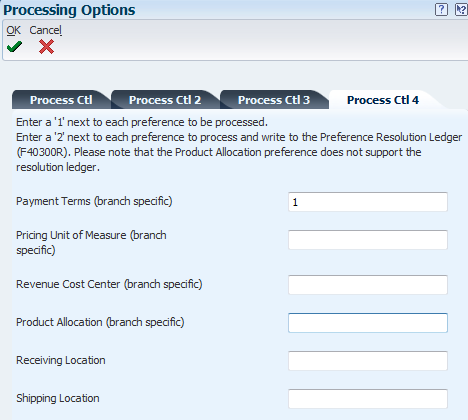 Processing Options
OK Cancel
Process Ctl Process Ctl 2 Process Ctl 3 Process Ctl 4
Enter a '1' next to each preference to be processed.
Enter a '2' next to each preference to process and write to the Preference Resolution Ledger
(F40300R). Please note that the Product Allocation preference does not support the
resolution ledger.
Payment Terms (branch specific) 1
Pricing Unit of Measure (branch
specific)
Revenue Cost Center (branch specific)
Product Allocation (branch specific)
Receiving Location
Shipping Location